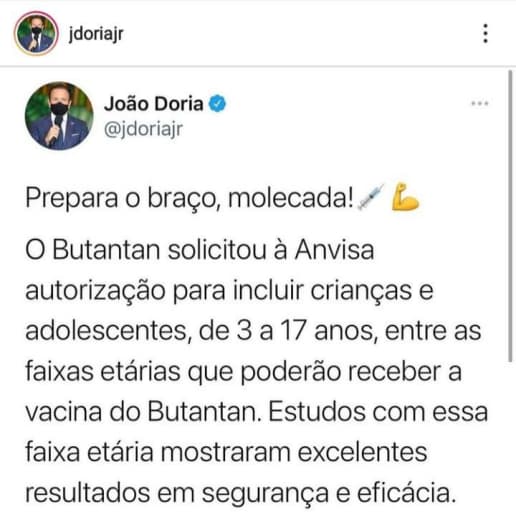 jdoriajr
João Doria
@jdoriajr
Prepara o braço, molecada!💉💪
O Butantan solicitou à Anvisa
autorização para incluir crianças e
adolescentes, de 3 a 17 anos, entre as
faixas etárias que poderão receber a
vacina do Butantan. Estudos com essa
faixa etária mostraram excelentes
resultados em segurança e eficácia.